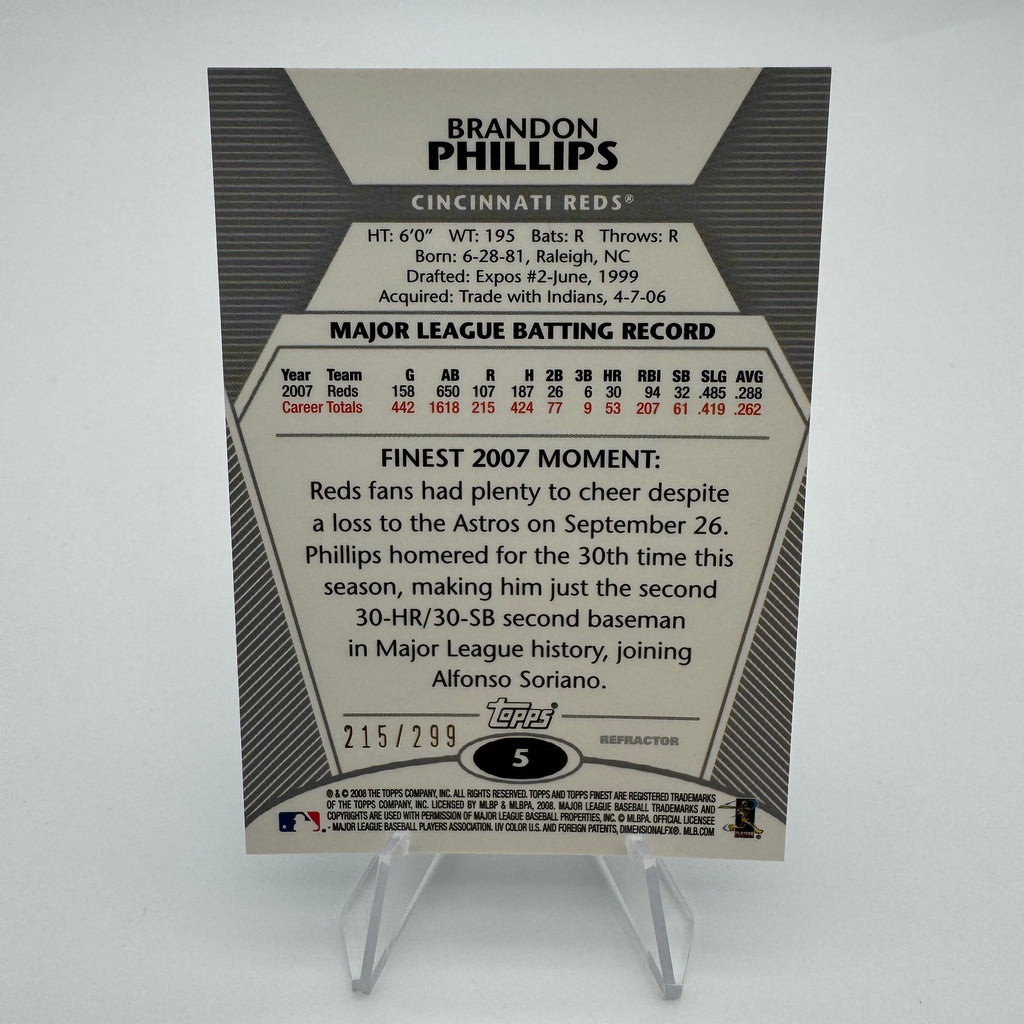 BRANDON
PHILLIPS
CINCINNATI REDS®
HT: 6'0" WT: 195 Bats: R Throws: R
Born: 6-28-81, Raleigh, NC
Drafted: Expos #2-June, 1999
Acquired: Trade with Indians, 4-7-06
MAJOR LEAGUE BATTING RECORD
Year Team G AB R H 2B 3B HR RBI SB SLG AVG
2007 Reds 158 650 107 187 26 6 30 94 32 .485 .288
Career Totals 442 1618 215 424 77 9 53 207 61 .419 .262
FINEST 2007 MOMENT:
Reds fans had plenty to cheer despite
a loss to the Astros on September 26.
Phillips homered for the 30th time this
season, making him just the second
30-HR/30-SB second baseman
in Major League history, joining
Alfonso Soriano.
Topps®
215/299
REFRACTOR
5
® & © 2008 THE TOPPS COMPANY, INC. ALL RIGHTS RESERVED. TOPPS AND TOPPS FINEST ARE REGISTERED TRADEMARKS
OF THE TOPPS COMPANY, INC. LICENSED BY MLBP & MLBPA, 2008. MAJOR LEAGUE BASEBALL TRADEMARKS AND
COPYRIGHTS ARE USED WITH PERMISSION OF MAJOR LEAGUE BASEBALL PROPERTIES, INC. © MLBPA. OFFICIAL LICENSEE
- MAJOR LEAGUE BASEBALL PLAYERS ASSOCIATION. UV COLOR U.S. AND FOREIGN PATENTS, DIMENSIONALFX®. MLB.COM